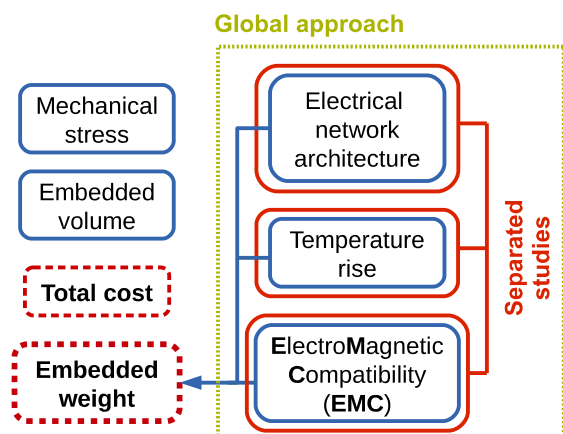 Global approach
Mechanical
stress
Embedded
volume
Total cost
Embedded
weight
Electrical
network
architecture
Temperature
rise
ElectroMagnetic
Compatibility
(EMC)
Separated
studies